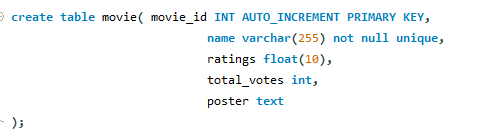 create table movie( movie_id INT AUTO_INCREMENT PRIMARY KEY,
name varchar(255) not null unique,
ratings float(10),
total_votes int,
poster text
);